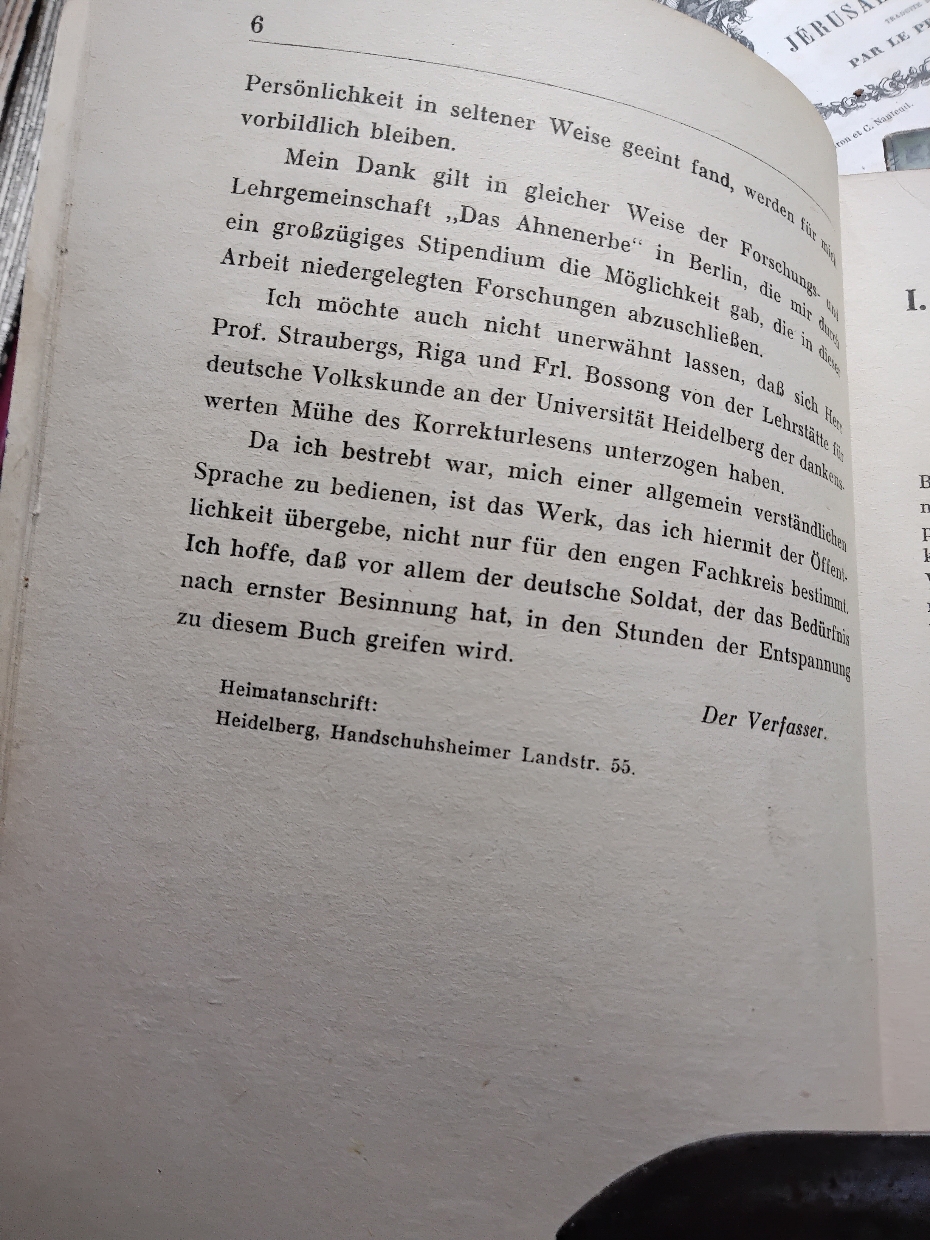 6
Persönlichkeit in seltener Weise geeint fand, werden für mich
vorbildlich bleiben.
Mein Dank gilt in gleicher Weise der Forschungs- und
Lehrgemeinschaft „Das Ahnenerbe“ in Berlin, die mir durch
ein großzügiges Stipendium die Möglichkeit gab, die in dieser
Arbeit niedergelegten Forschungen abzuschließen.
Ich möchte auch nicht unerwähnt lassen, daß sich Herr
Prof. Straubergs, Riga und Frl. Bossong von der Lehrstätte für
deutsche Volkskunde an der Universität Heidelberg der dankens-
werten Mühe des Korrekturlesens unterzogen haben.
Da ich bestrebt war, mich einer allgemein verständlichen
Sprache zu bedienen, ist das Werk, das ich hiermit der Öffent-
lichkeit übergebe, nicht nur für den engen Fachkreis bestimmt.
Ich hoffe, daß vor allem der deutsche Soldat, der das Bedürfnis
nach ernster Besinnung hat, in den Stunden der Entspannung
zu diesem Buch greifen wird.
Der Verfasser.
Heimatanschrift:
Heidelberg, Handschuhsheimer Landstr. 55.
I.
PAR LE
et C. Nanteuil.